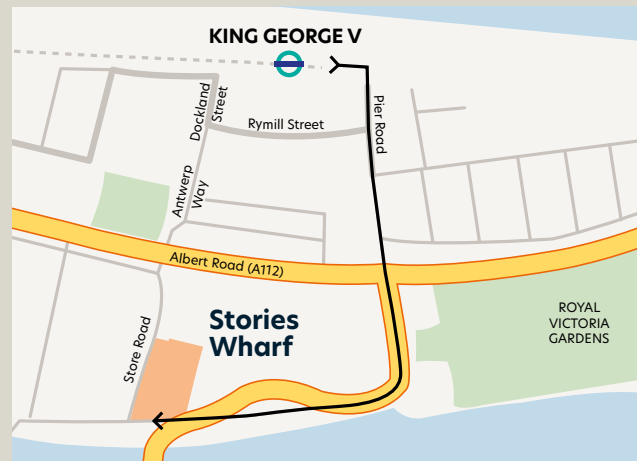 KING GEORGE V
Dockland
Street
Rymill Street
Pier Road
Antwerp
Way
Albert Road (A112)
Stories
Wharf
Store Road
ROYAL
VICTORIA
GARDENS